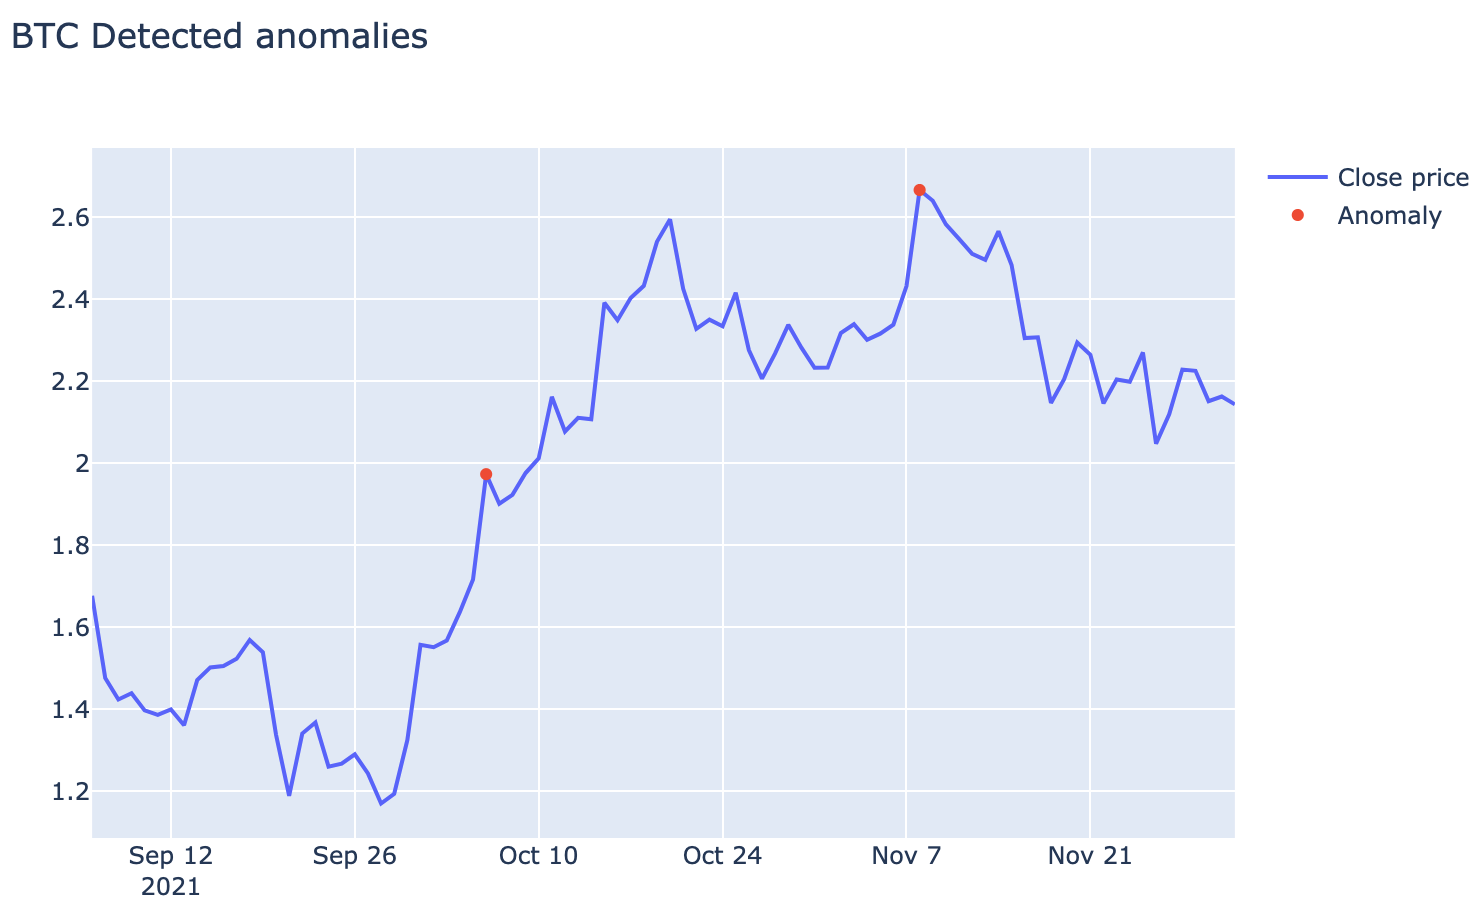 BTC Detected anomalies
Close price
Anomaly
2.6
2.4
2.2
2
1.8
1.6
1.4
1.2
Sep 12
2021
Sep 26
Oct 10
Oct 24
Nov 7
Nov 21